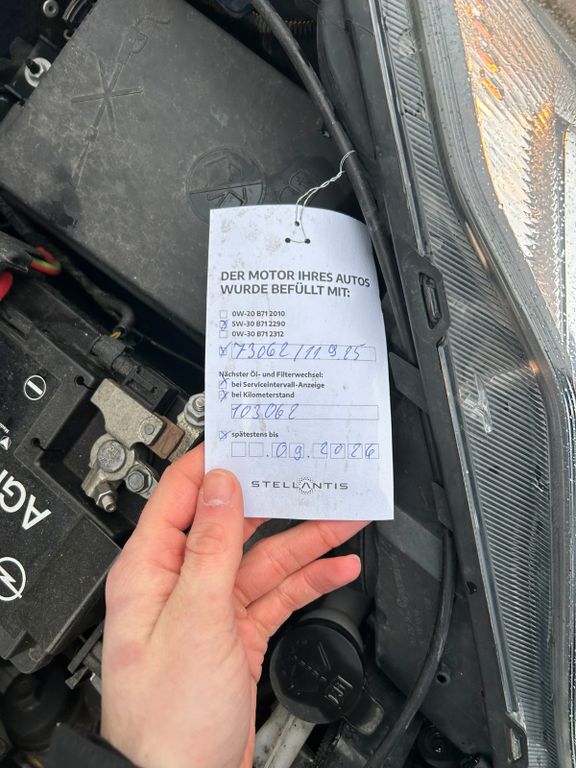 DER MOTOR IHRES AUTOS
WURDE BEFÜLLT MIT:
0W-20 B71 2010
5W-30 B71 2290
0W-30 B71 2312
73062/11 9 25
Nächster Öl- und Filterwechsel:
bei Serviceintervall-Anzeige
bei Kilometerstand
103062
spätestens bis
.09.2026
STELLANTIS
AGM